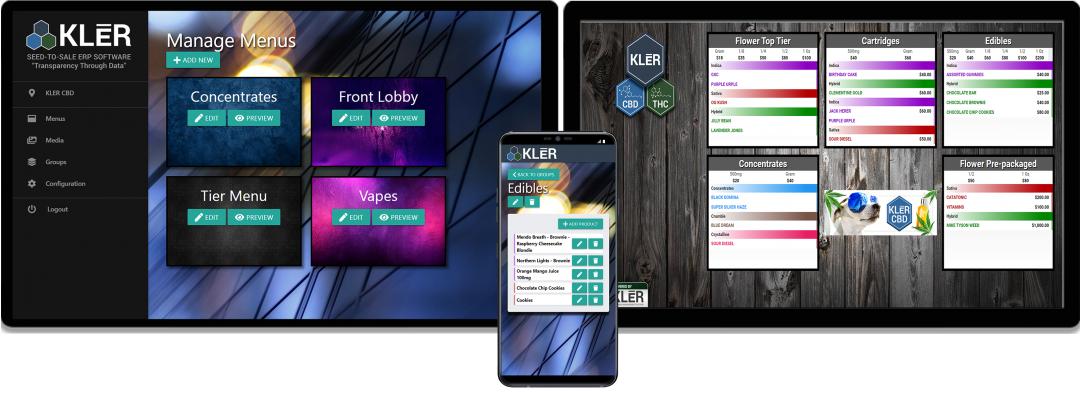 KLĒR
SEED-TO-SALE ERP SOFTWARE
"Transparency Through Data"
KLER CBD
Menus
Media
Groups
Configuration
Logout
Manage Menus
+ ADD NEW
Concentrates
EDIT
PREVIEW
Front Lobby
EDIT
PREVIEW
Tier Menu
EDIT
PREVIEW
Vapes
EDIT
PREVIEW
KLĒR
BACK TO GROUPS
Edibles
+ ADD PRODUCT
Mendo Breath - Brownie -
Raspberry Cheesecake
Blondie
Northern Lights - Brownie
Orange Mango Juice
100mg
Chocolate Chip Cookies
Cookies
KLĒR
CBD
THC
Flower Top Tier
Gram 1/8 1/4 1/2 1 Oz
$18 $35 $50 $80 $100
Indica
GSC
PURPLE URPLE
Sativa
OG KUSH
Hybrid
JILLY BEAN
LAVENDER JONES
Cartridges
500mg Gram
$40 $60
Indica
BIRTHDAY CAKE $40.00
Hybrid
CLEMENTINE GOLD $60.00
Indica
JACK HERER $60.00
PURPLE URPLE
Sativa
SOUR DIESEL $50.00
Edibles
500mg Gram 1/8 1/4 1/2 1 Oz
$20 $40 $60 $80 $100 $200
Indica
ASSORTED GUMMIES $40.00
Hybrid
CHOCOLATE BAR $25.00
CHOCOLATE BROWNIE $40.00
CHOCOLATE CHIP COOKIES $80.00
Concentrates
500mg Gram
$20 $40
Concentrates
BLACK DOMINA
SUPER SILVER HAZE
Crumble
BLUE DREAM
Crystalline
SOUR DIESEL
KLER
CBD
Flower Pre-packaged
1/2 1 Oz
$50 $80
Sativa
CATATONIC $200.00
VITAMINS $100.00
Hybrid
MIKE TYSON WEED $1,000.00
KLĒR